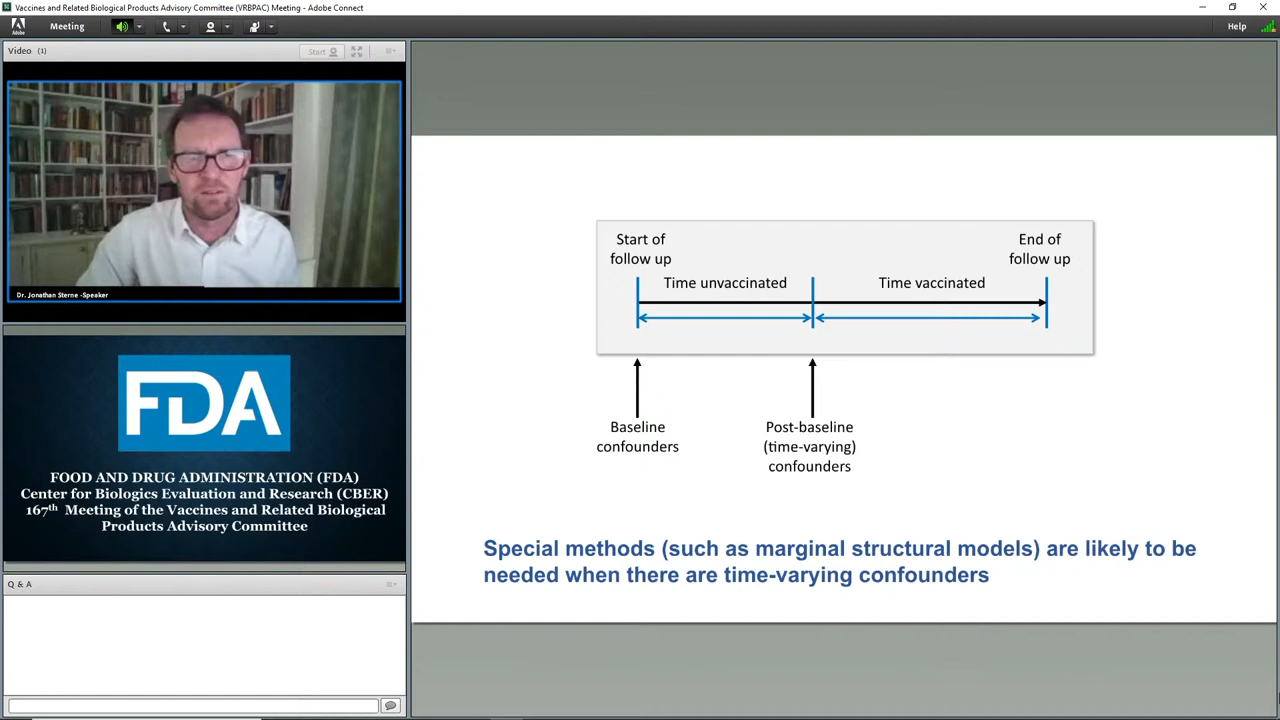 Vaccines and Related Biological Products Advisory Committee (VRBPAC) Meeting - Adobe Connect
Adobe
Meeting
Help
Video (1)
Start
Dr. Jonathan Sterne -Speaker
FDA
FOOD AND DRUG ADMINISTRATION (FDA)
Center for Biologics Evaluation and Research (CBER)
167th Meeting of the Vaccines and Related Biological
Products Advisory Committee
Q & A
Start of
follow up
End of
follow up
Time unvaccinated
Time vaccinated
Baseline
confounders
Post-baseline
(time-varying)
confounders
Special methods (such as marginal structural models) are likely to be
needed when there are time-varying confounders